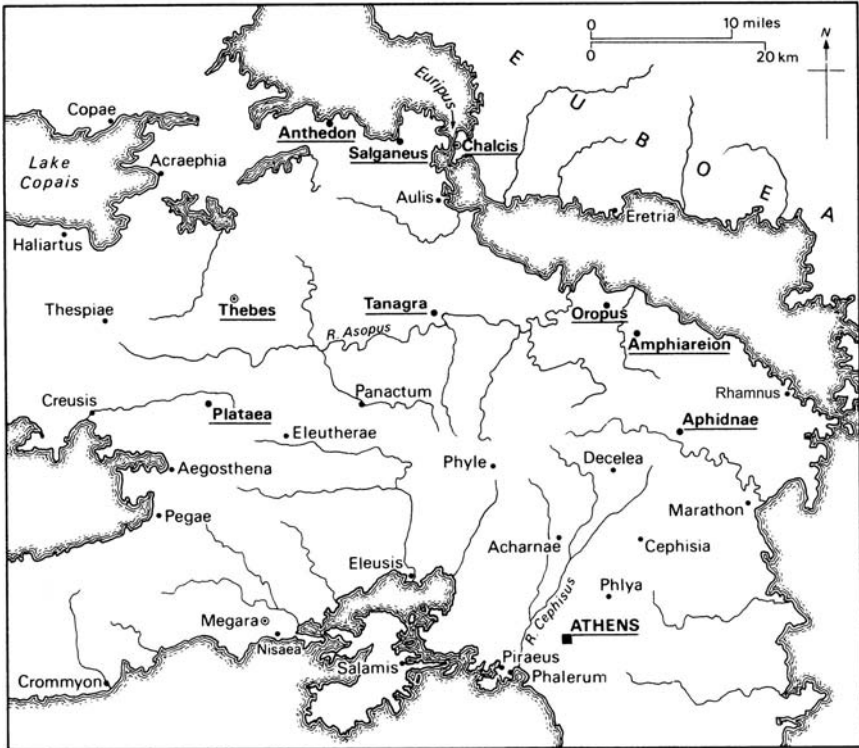 0 10 miles
0 20 km
N
EUBOEA
Euripus
Copae
Anthedon
Salganeus
Chalcis
Lake
Copais
Acraephia
Aulis
Eretria
Haliartus
Thespiae
Thebes
Tanagra
Oropus
R. Asopus
Amphiareion
Creusis
Plataea
Panactum
Rhamnus
Eleutherae
Aphidnae
Aegosthena
Phyle
Decelea
Pegae
Marathon
Acharnae
Cephisia
Eleusis
Phlya
R. Cephisus
Megara
Nisaea
ATHENS
Salamis
Piraeus
Phalerum
Crommyon